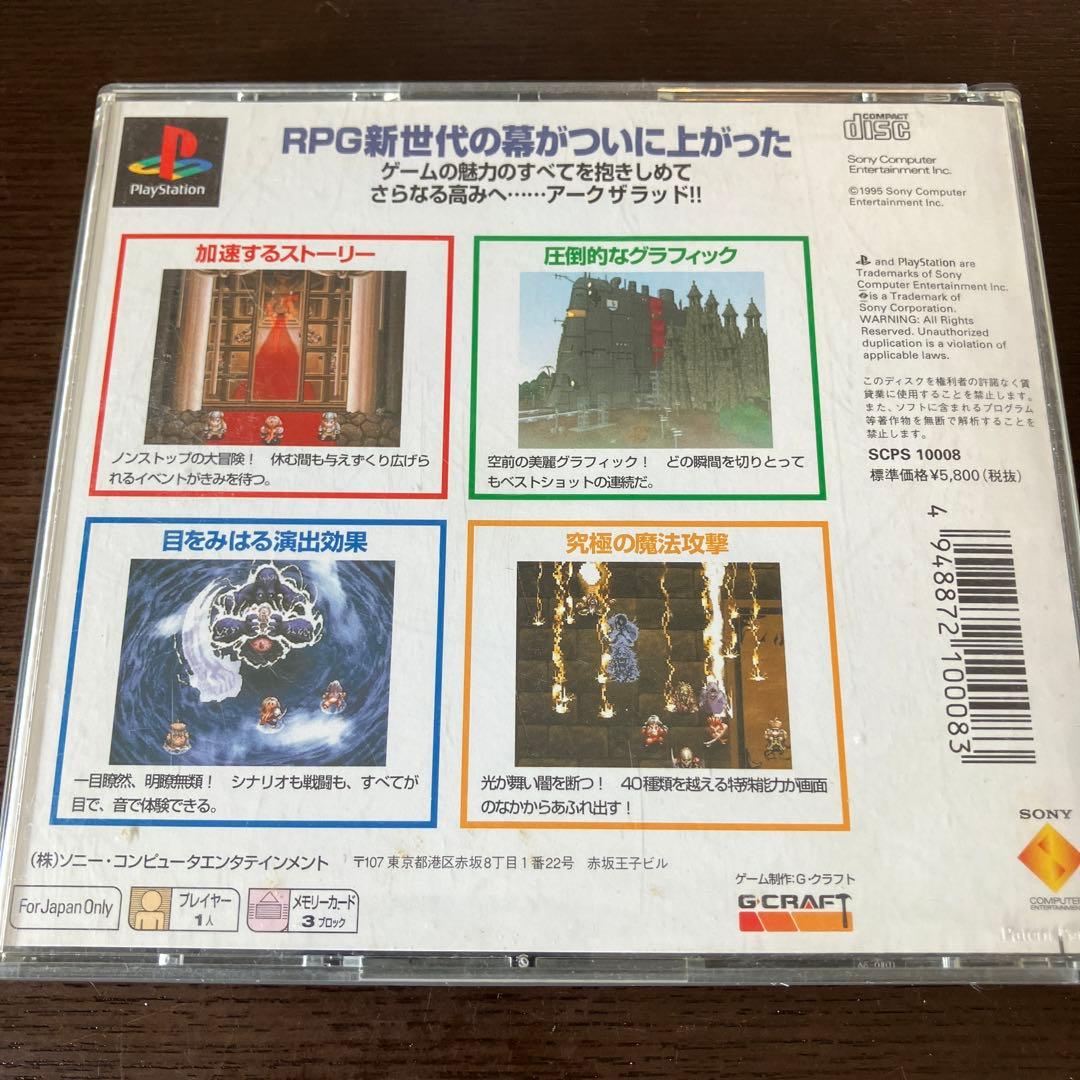 PlayStation
RPG新世代の幕がついに上がった
ゲームの魅力のすべてを抱きしめて
さらなる高みへ……アークザラッド!!
COMPACT
disc
Sony Computer
Entertainment Inc.
©1995 Sony Computer
Entertainment Inc.
加速するストーリー
ノンストップの大冒険! 休む間も与えずくり広げら
れるイベントがきみを待つ。
圧倒的なグラフィック
空前の美麗グラフィック! どの瞬間を切りとって
もベストショットの連続だ。
and PlayStation are
Trademarks of Sony
Computer Entertainment Inc.
is a Trademark of
Sony Corporation.
WARNING: All Rights
Reserved. Unauthorized
duplication is a violation of
applicable laws.
このディスクを権利者の許諾なく賃
貸業に使用することを禁止します。
また、ソフトに含まれるプログラム
等著作物を無断で解析することを
禁止します。
SCPS 10008
標準価格¥5,800(税抜)
目をみはる演出効果
一目瞭然、明瞭無類! シナリオも戦闘も、すべてが
目で、音で体験できる。
究極の魔法攻撃
光が舞い闇を断つ! 40種類を越える特殊能力が画面
のなかからあふれ出す!
4 948872 100083
(株)ソニー・コンピュータエンタテインメント 〒107 東京都港区赤坂8丁目1番22号 赤坂王子ビル
For Japan Only
プレイヤー
1人
メモリーカード
3ブロック
ゲーム制作:G・クラフト
G・CRAFT
SONY
COMPUTER
ENTERTAINMENT